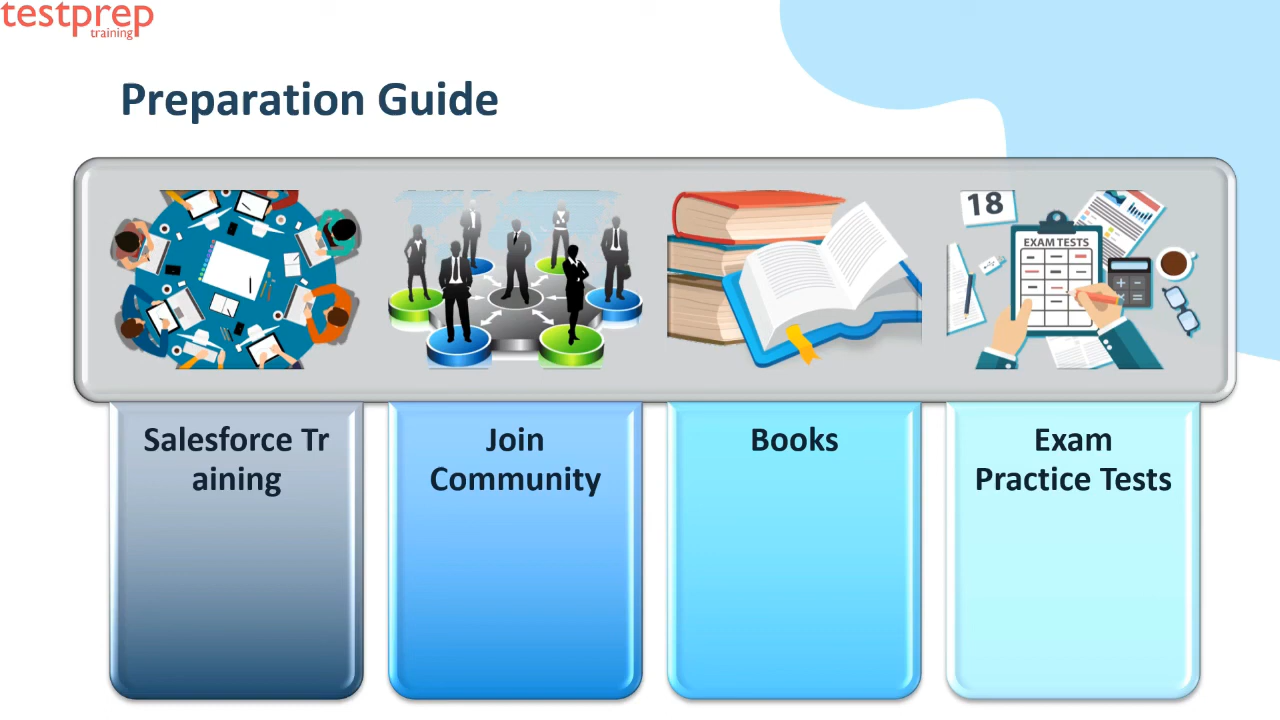 testprep
training
Preparation Guide
18
EXAM TESTS
Salesforce Tr
aining
Join
Community
Books
Exam
Practice Tests